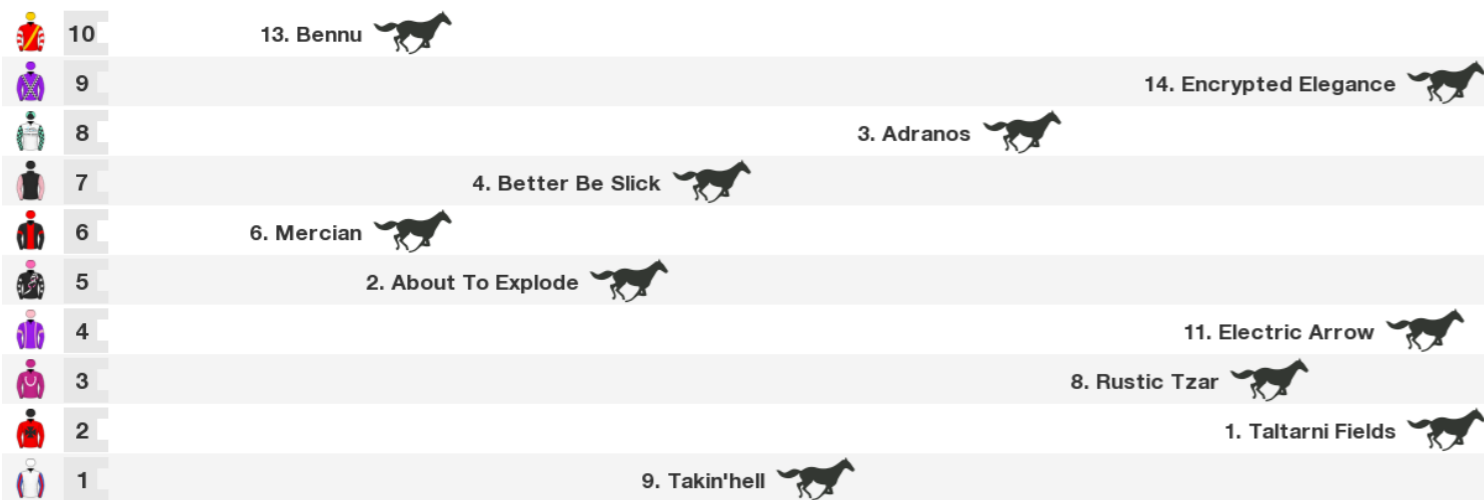 10 13. Bennu
9 14. Encrypted Elegance
8 3. Adranos
7 4. Better Be Slick
6 6. Mercian
5 2. About To Explode
4 11. Electric Arrow
3 8. Rustic Tzar
2 1. Taltarni Fields
1 9. Takin'hell